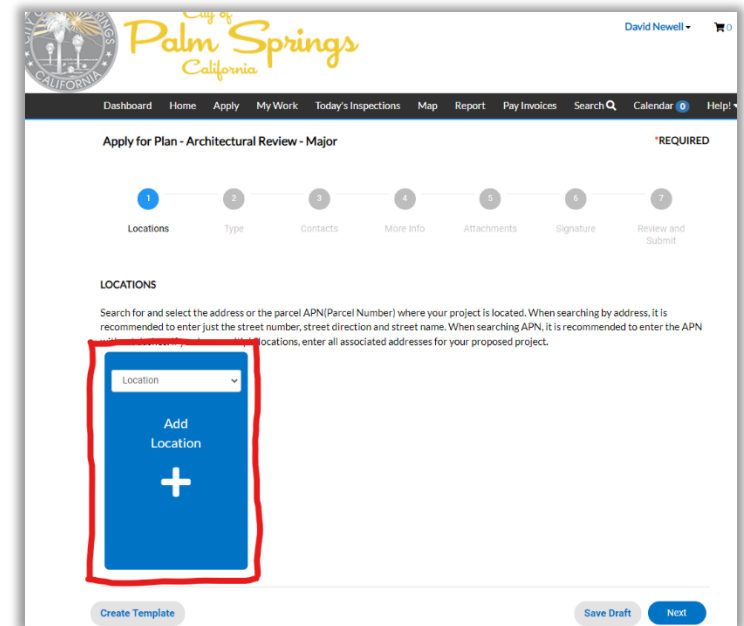 City of
Palm Springs
California
CALIFORNIA
David Newell
0
Dashboard Home Apply My Work Today's Inspections Map Report Pay Invoices Search Calendar 0 Help!
Apply for Plan - Architectural Review - Major
*REQUIRED
1 2 3 4 5 6 7
Locations Type Contacts More Info Attachments Signature Review and
Submit
LOCATIONS
Search for and select the address or the parcel APN(Parcel Number) where your project is located. When searching by address, it is
recommended to enter just the street number, street direction and street name. When searching APN, it is recommended to enter the APN
locations, enter all associated addresses for your proposed project.
Location
Add
Location
Create Template
Save Draft
Next